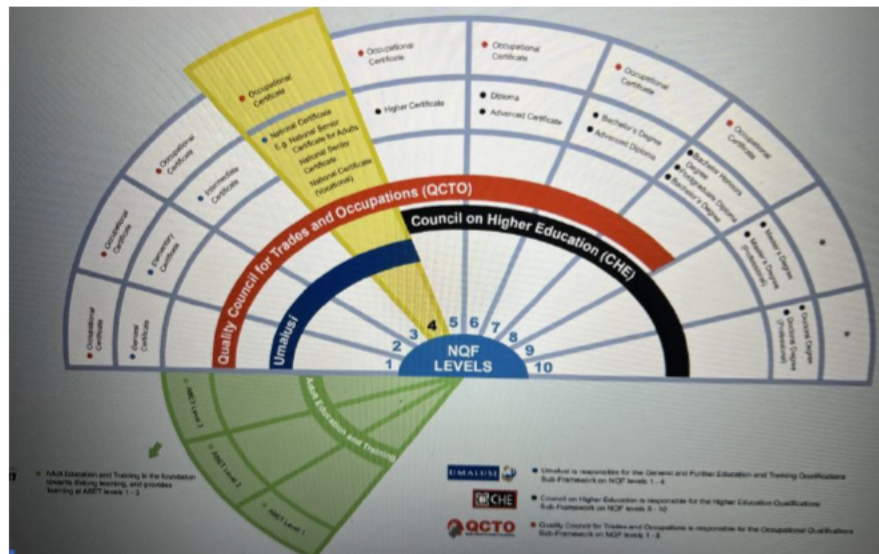 Occupational
Certificate
General
Certificate
Occupational
Certificate
Elementary
Certificate
Occupational
Certificate
Intermediate
Certificate
Occupational
Certificate
National Certificate
E.g. National Senior
Certificate for Adults
National Senior
Certificate
National Certificate
(Vocational)
Occupational
Certificate
Higher Certificate
Occupational
Certificate
Diploma
Advanced Certificate
Occupational
Certificate
Bachelor's Degree
Advanced Diploma
Occupational
Certificate
Bachelor Honours
Degree
Postgraduate Diploma
Bachelor's Degree
*
Master's Degree
Master's Degree
(Professional)
*
Doctoral Degree
Doctoral Degree
(Professional)
Quality Council for Trades and Occupations (QCTO)
Council on Higher Education (CHE)
Umalusi
1
2
3
4
5
6
7
8
9
10
NQF
LEVELS
Adult Education and Training
ABET Level 3
ABET Level 2
ABET Level 1
Adult Education and Training is the foundation
towards lifelong learning, and provides
learning at ABET levels 1 - 3
UMALUSI
Umalusi is responsible for the General and Further Education and Training Qualifications
Sub-Framework on NQF levels 1 - 4
CHE
Council on Higher Education is responsible for the Higher Education Qualifications
Sub-Framework on NQF levels 5 - 10
QCTO
Quality Council for Trades and Occupations is responsible for the Occupational Qualifications
Sub-Framework on NQF levels 1 - 8